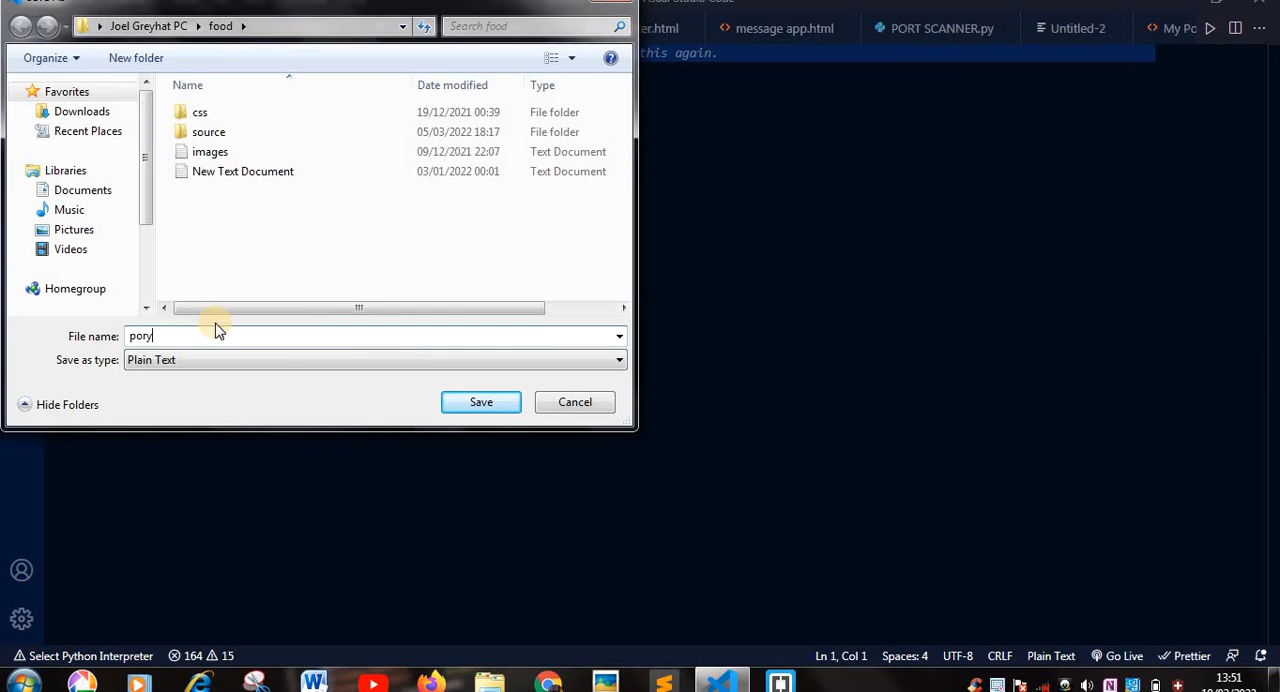 Joel Greyhat PC food Search food
er.html message app.html PORT SCANNER.py Untitled-2 My Po
Organize New folder
this again.
Favorites
Downloads
Recent Places
Libraries
Documents
Music
Pictures
Videos
Homegroup
Name Date modified Type
css 19/12/2021 00:39 File folder
source 05/03/2022 18:17 File folder
images 09/12/2021 22:07 Text Document
New Text Document 03/01/2022 00:01 Text Document
File name: pory
Save as type: Plain Text
Hide Folders Save Cancel
Select Python Interpreter 164 15 Ln 1, Col 1 Spaces: 4 UTF-8 CRLF Plain Text Go Live Prettier
13:51